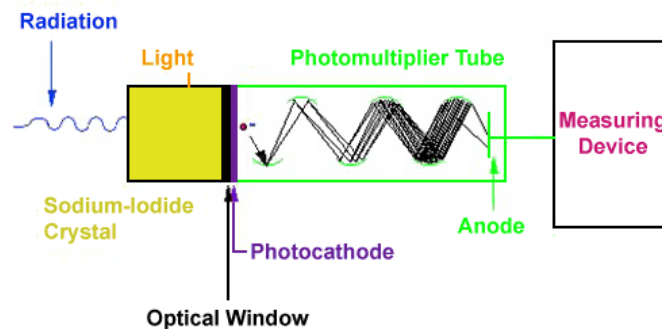 Radiation
Light
Photomultiplier Tube
Measuring
Device
Sodium-Iodide
Crystal
Anode
Photocathode
Optical Window